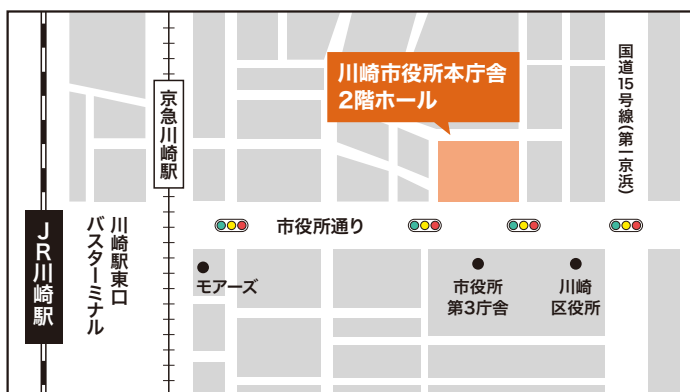 川崎市役所本庁舎
2階ホール
国道15号線(第一京浜)
京急川崎駅
JR川崎駅
川崎駅東口
バスターミナル
市役所通り
モアーズ
市役所
第3庁舎
川崎
区役所